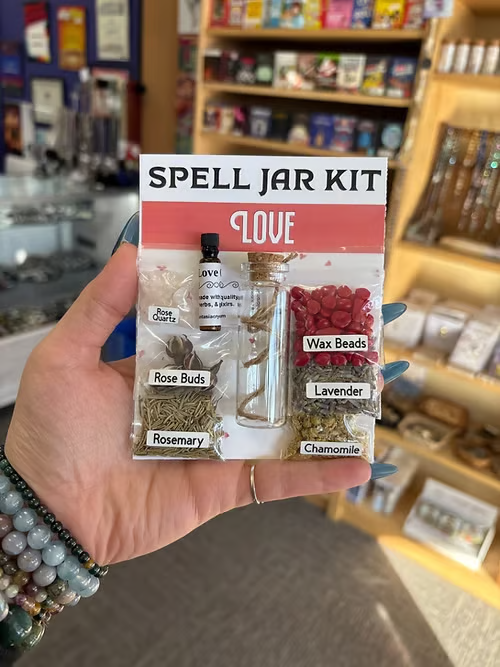 SPELL JAR KIT
LOVE
Love
Rose
Quartz
Rose Buds
Rosemary
Wax Beads
Lavender
Chamomile